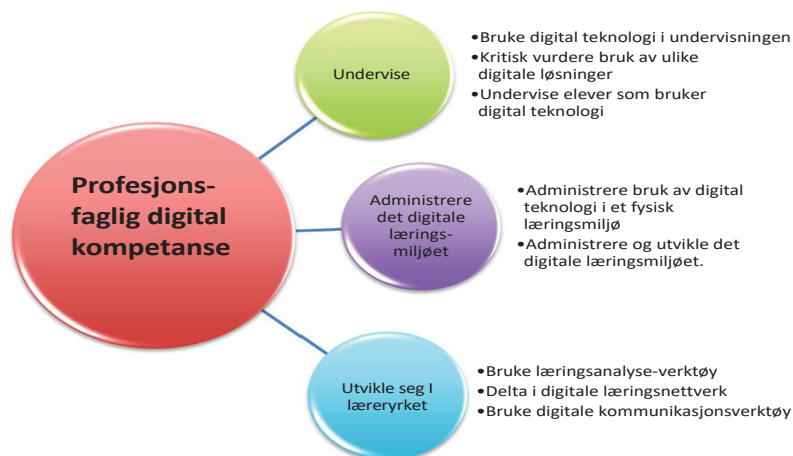 Profesjons-
faglig digital
kompetanse
Undervise
•Bruke digital teknologi i undervisningen
•Kritisk vurdere bruk av ulike
digitale løsninger
•Undervise elever som bruker
digital teknologi
Administrere
det digitale
lærings-
miljøet
•Administrere bruk av digital
teknologi i et fysisk
læringsmiljø
•Administrere og utvikle det
digitale læringsmiljøet.
Utvikle seg I
læreryrket
•Bruke læringsanalyse-verktøy
•Delta i digitale læringsnettverk
•Bruke digitale kommunikasjonsverktøy